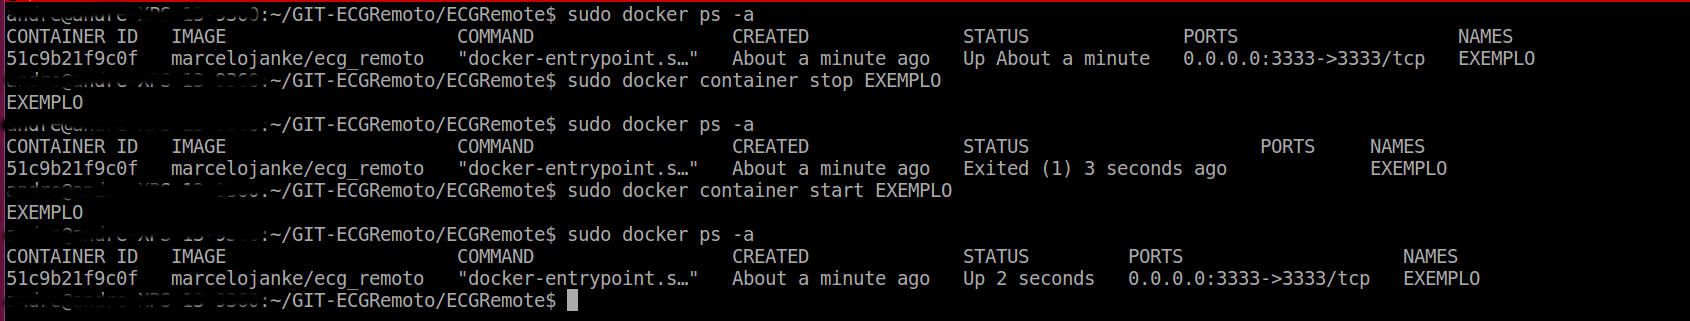 :~/GIT-ECGRemoto/ECGRemote$ sudo docker ps -a
CONTAINER ID   IMAGE                     COMMAND                  CREATED              STATUS              PORTS                    NAMES
51c9b21f9c0f   marcelojanke/ecg_remoto   "docker-entrypoint.s…"   About a minute ago   Up About a minute   0.0.0.0:3333->3333/tcp   EXEMPLO
:~/GIT-ECGRemoto/ECGRemote$ sudo docker container stop EXEMPLO
EXEMPLO
:~/GIT-ECGRemoto/ECGRemote$ sudo docker ps -a
CONTAINER ID   IMAGE                     COMMAND                  CREATED              STATUS                     PORTS     NAMES
51c9b21f9c0f   marcelojanke/ecg_remoto   "docker-entrypoint.s…"   About a minute ago   Exited (1) 3 seconds ago             EXEMPLO
:~/GIT-ECGRemoto/ECGRemote$ sudo docker container start EXEMPLO
EXEMPLO
:~/GIT-ECGRemoto/ECGRemote$ sudo docker ps -a
CONTAINER ID   IMAGE                     COMMAND                  CREATED              STATUS         PORTS                    NAMES
51c9b21f9c0f   marcelojanke/ecg_remoto   "docker-entrypoint.s…"   About a minute ago   Up 2 seconds   0.0.0.0:3333->3333/tcp   EXEMPLO
:~/GIT-ECGRemoto/ECGRemote$